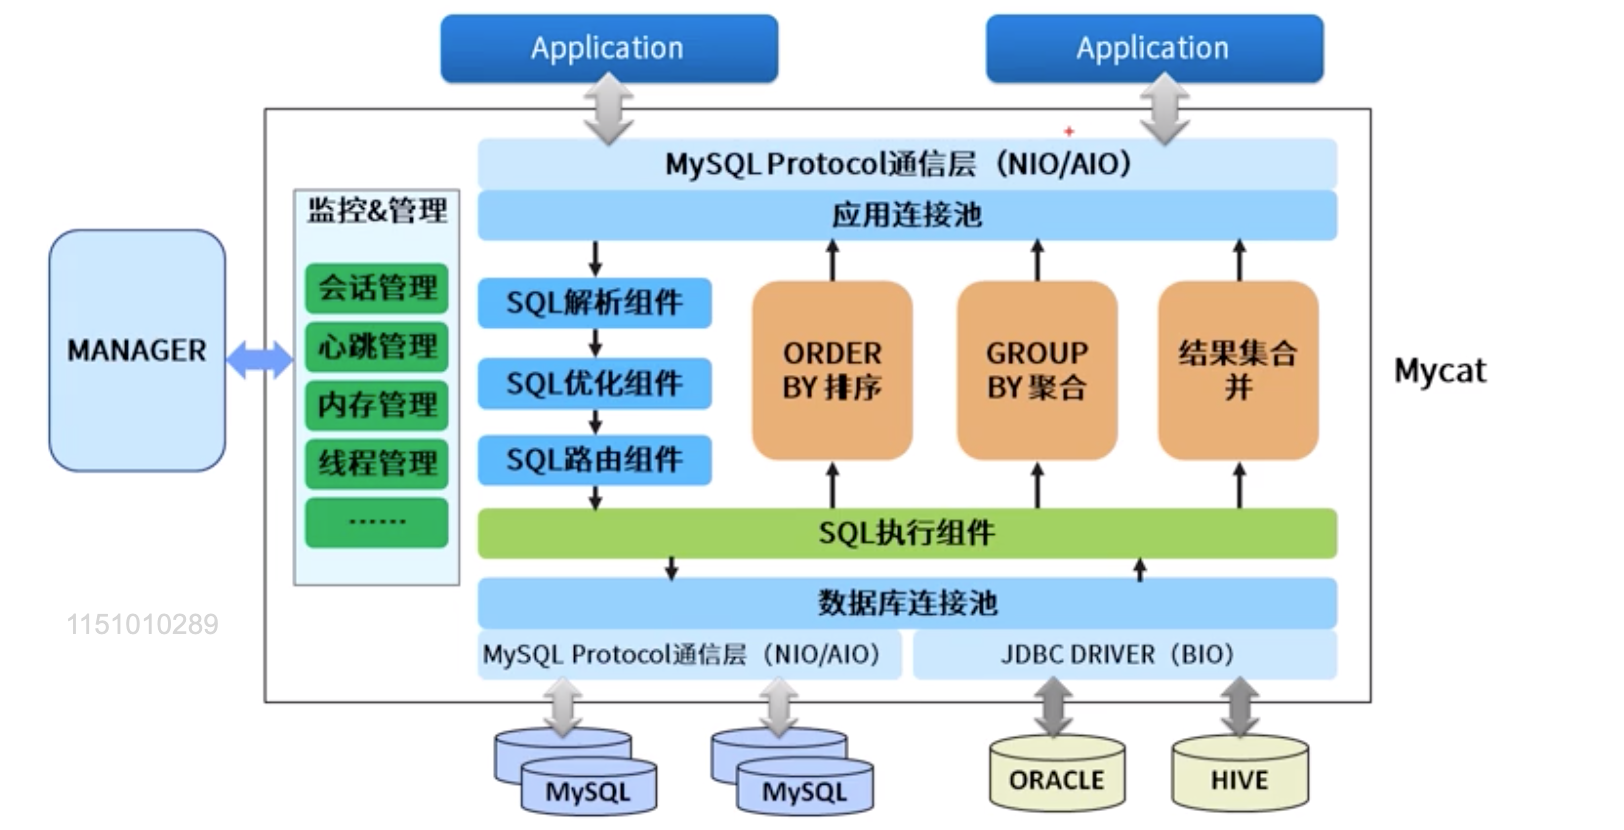 Application
Application
MySQL Protocol通信层（NIO/AIO）
应用连接池
监控&管理
会话管理
心跳管理
内存管理
线程管理
......
MANAGER
SQL解析组件
SQL优化组件
SQL路由组件
ORDER
BY 排序
GROUP
BY 聚合
结果集合
并
Mycat
SQL执行组件
数据库连接池
MySQL Protocol通信层（NIO/AIO）
JDBC DRIVER（BIO）
1151010289
MySQL
MySQL
ORACLE
HIVE